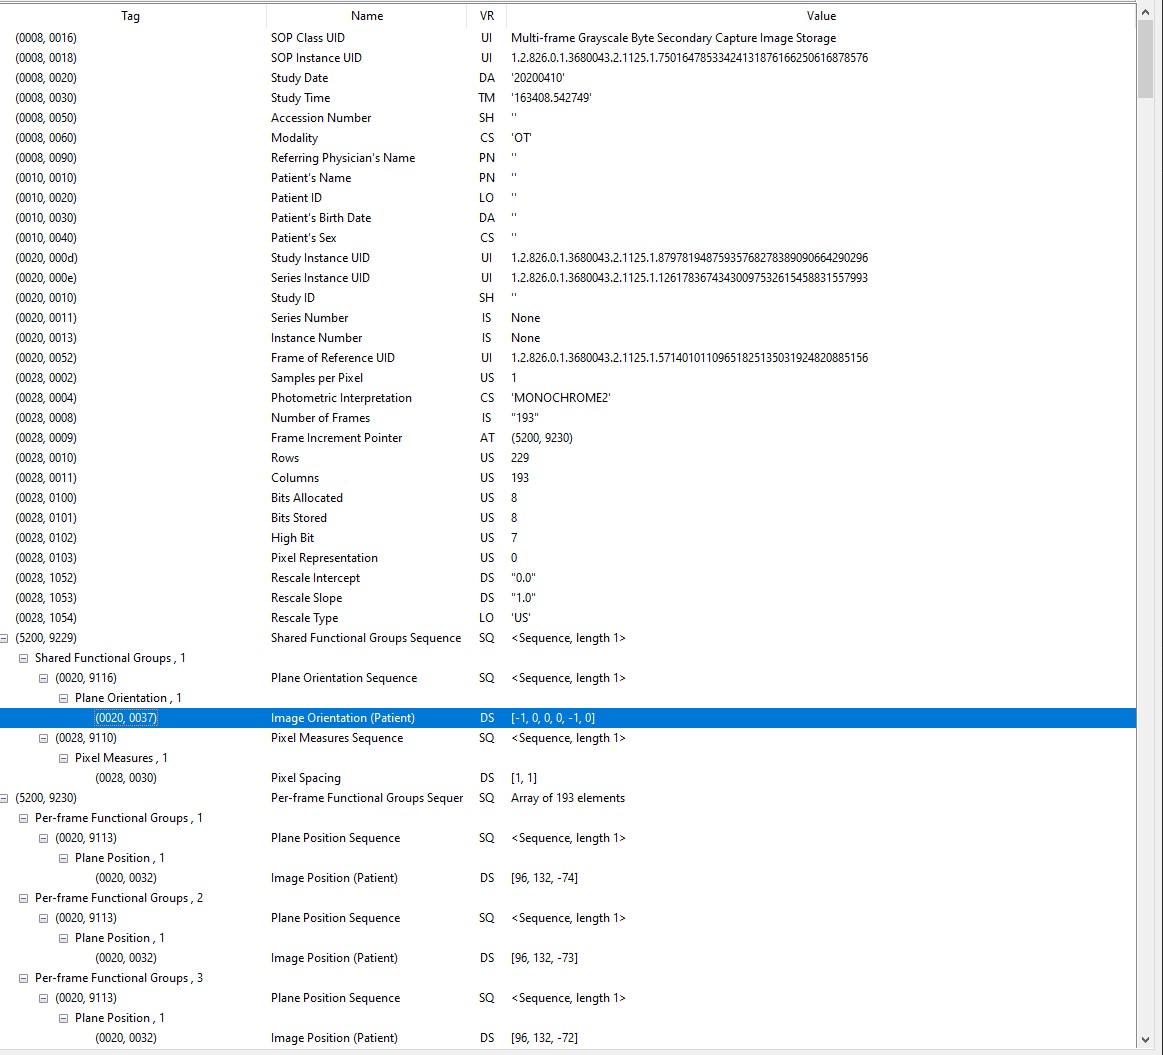 Tag Name VR Value
(0008, 0016) SOP Class UID UI Multi-frame Grayscale Byte Secondary Capture Image Storage
(0008, 0018) SOP Instance UID UI 1.2.826.0.1.3680043.2.1125.1.75016478533424131876166250616878576
(0008, 0020) Study Date DA '20200410'
(0008, 0030) Study Time TM '163408.542749'
(0008, 0050) Accession Number SH ''
(0008, 0060) Modality CS 'OT'
(0008, 0090) Referring Physician's Name PN ''
(0010, 0010) Patient's Name PN ''
(0010, 0020) Patient ID LO ''
(0010, 0030) Patient's Birth Date DA ''
(0010, 0040) Patient's Sex CS ''
(0020, 000d) Study Instance UID UI 1.2.826.0.1.3680043.2.1125.1.87978194875935768278389090664290296
(0020, 000e) Series Instance UID UI 1.2.826.0.1.3680043.2.1125.1.12617836743430097532615458831557993
(0020, 0010) Study ID SH ''
(0020, 0011) Series Number IS None
(0020, 0013) Instance Number IS None
(0020, 0052) Frame of Reference UID UI 1.2.826.0.1.3680043.2.1125.1.57140101109651825135031924820885156
(0028, 0002) Samples per Pixel US 1
(0028, 0004) Photometric Interpretation CS 'MONOCHROME2'
(0028, 0008) Number of Frames IS "193"
(0028, 0009) Frame Increment Pointer AT (5200, 9230)
(0028, 0010) Rows US 229
(0028, 0011) Columns US 193
(0028, 0100) Bits Allocated US 8
(0028, 0101) Bits Stored US 8
(0028, 0102) High Bit US 7
(0028, 0103) Pixel Representation US 0
(0028, 1052) Rescale Intercept DS "0.0"
(0028, 1053) Rescale Slope DS "1.0"
(0028, 1054) Rescale Type LO 'US'
(5200, 9229) Shared Functional Groups Sequence SQ <Sequence, length 1>
Shared Functional Groups , 1
(0020, 9116) Plane Orientation Sequence SQ <Sequence, length 1>
Plane Orientation , 1
(0020, 0037) Image Orientation (Patient) DS [-1, 0, 0, 0, -1, 0]
(0028, 9110) Pixel Measures Sequence SQ <Sequence, length 1>
Pixel Measures , 1
(0028, 0030) Pixel Spacing DS [1, 1]
(5200, 9230) Per-frame Functional Groups Sequer SQ Array of 193 elements
Per-frame Functional Groups , 1
(0020, 9113) Plane Position Sequence SQ <Sequence, length 1>
Plane Position , 1
(0020, 0032) Image Position (Patient) DS [96, 132, -74]
Per-frame Functional Groups , 2
(0020, 9113) Plane Position Sequence SQ <Sequence, length 1>
Plane Position , 1
(0020, 0032) Image Position (Patient) DS [96, 132, -73]
Per-frame Functional Groups , 3
(0020, 9113) Plane Position Sequence SQ <Sequence, length 1>
Plane Position , 1
(0020, 0032) Image Position (Patient) DS [96, 132, -72]